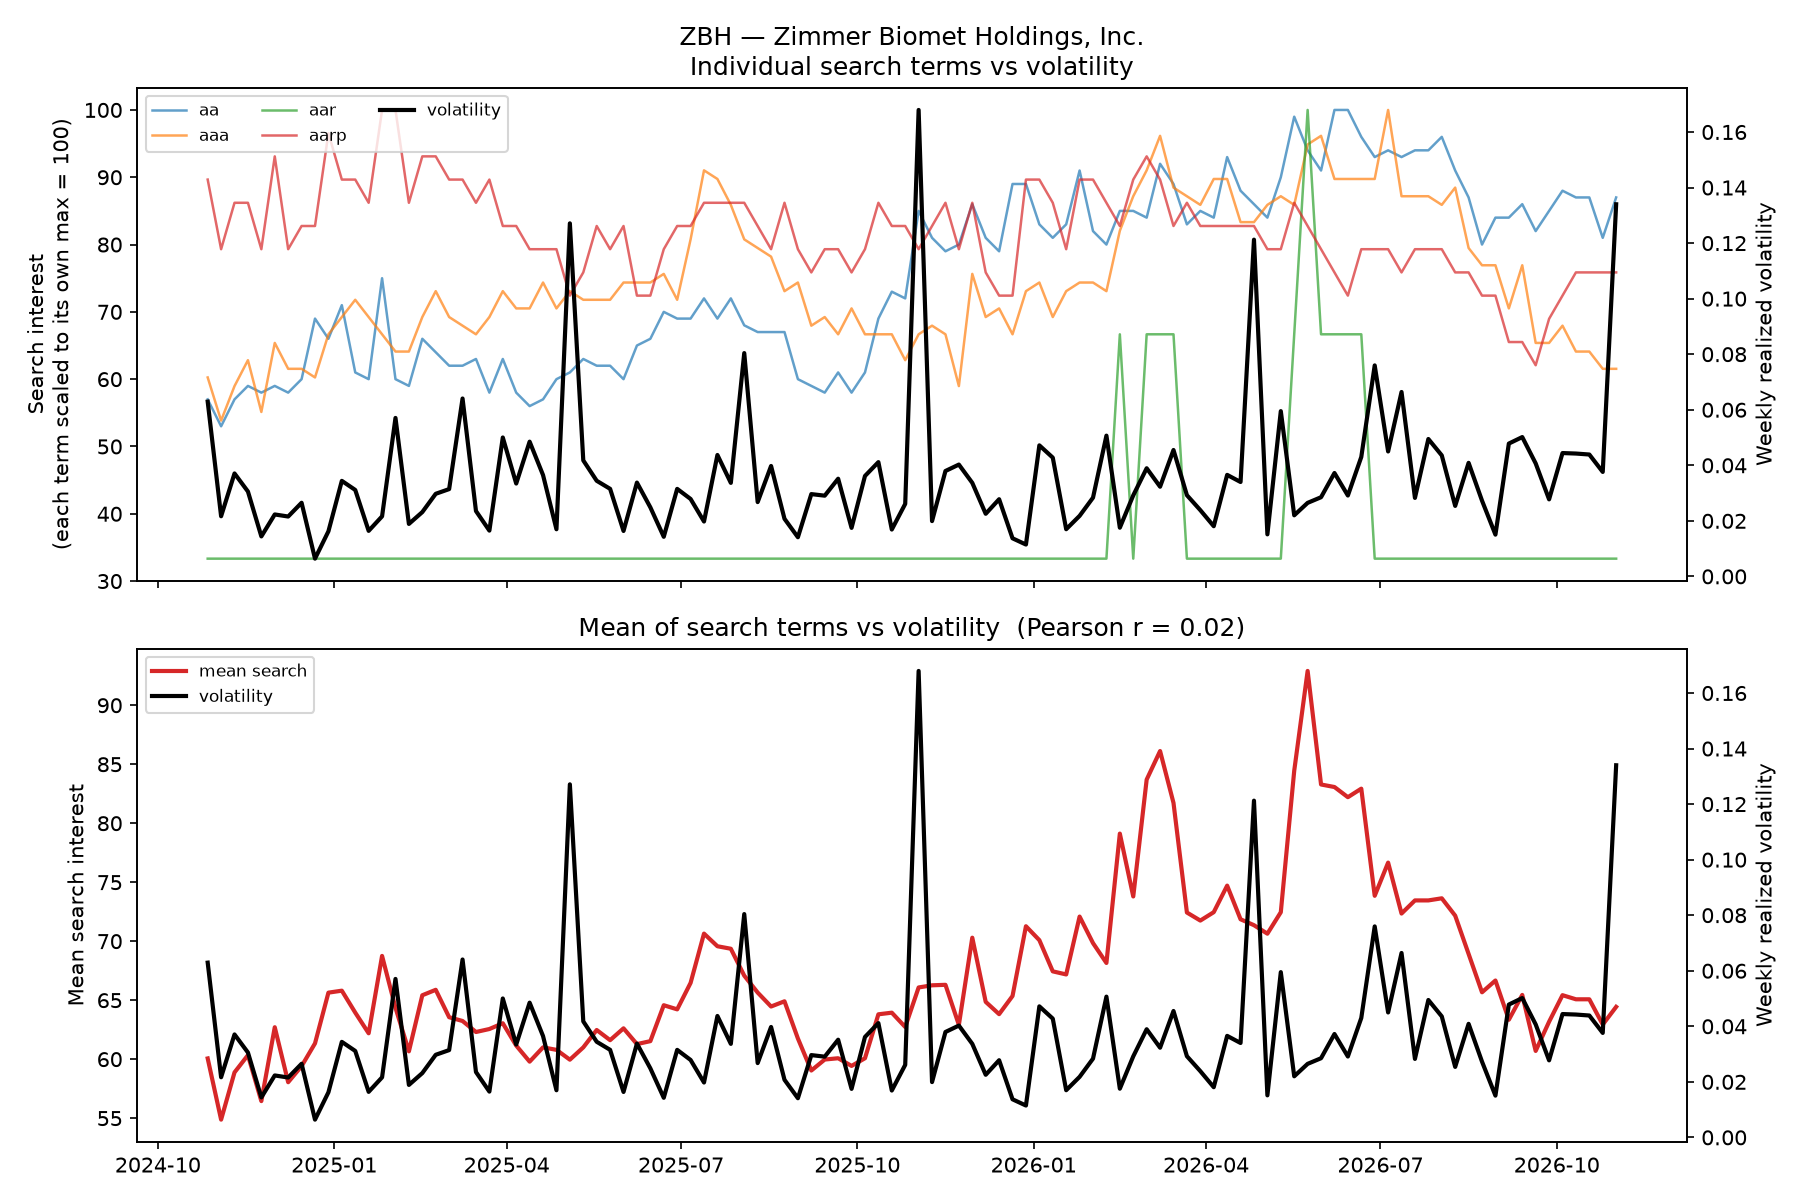 ZBH — Zimmer Biomet Holdings, Inc.
Individual search terms vs volatility
aa
aaa
aar
aarp
volatility
Search interest
(each term scaled to its own max = 100)
100
90
80
70
60
50
40
30
0.16
0.14
0.12
0.10
0.08
0.06
0.04
0.02
0.00
Weekly realized volatility
Mean of search terms vs volatility (Pearson r = 0.02)
mean search
volatility
Mean search interest
90
85
80
75
70
65
60
55
0.16
0.14
0.12
0.10
0.08
0.06
0.04
0.02
0.00
Weekly realized volatility
2024-10
2025-01
2025-04
2025-07
2025-10
2026-01
2026-04
2026-07
2026-10